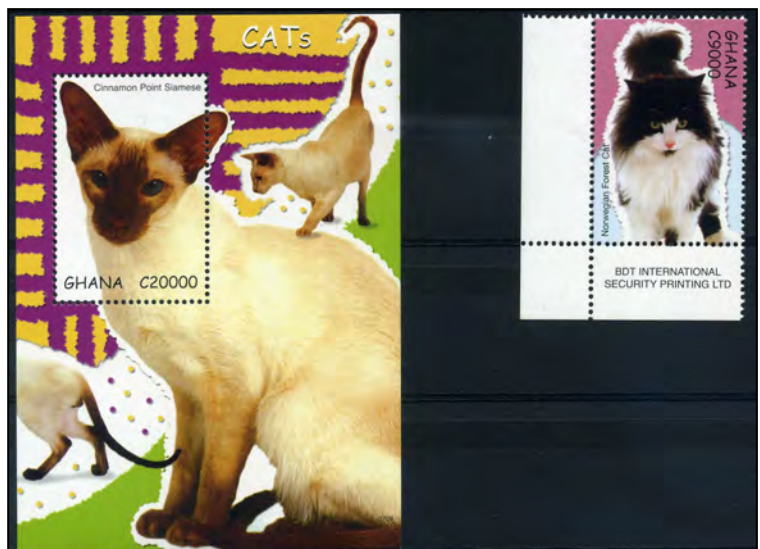 CATs
Cinnamon Point Siamese
GHANA C20000
GHANA
C9000
Norwegian Forest Cat
BDT INTERNATIONAL
SECURITY PRINTING LTD